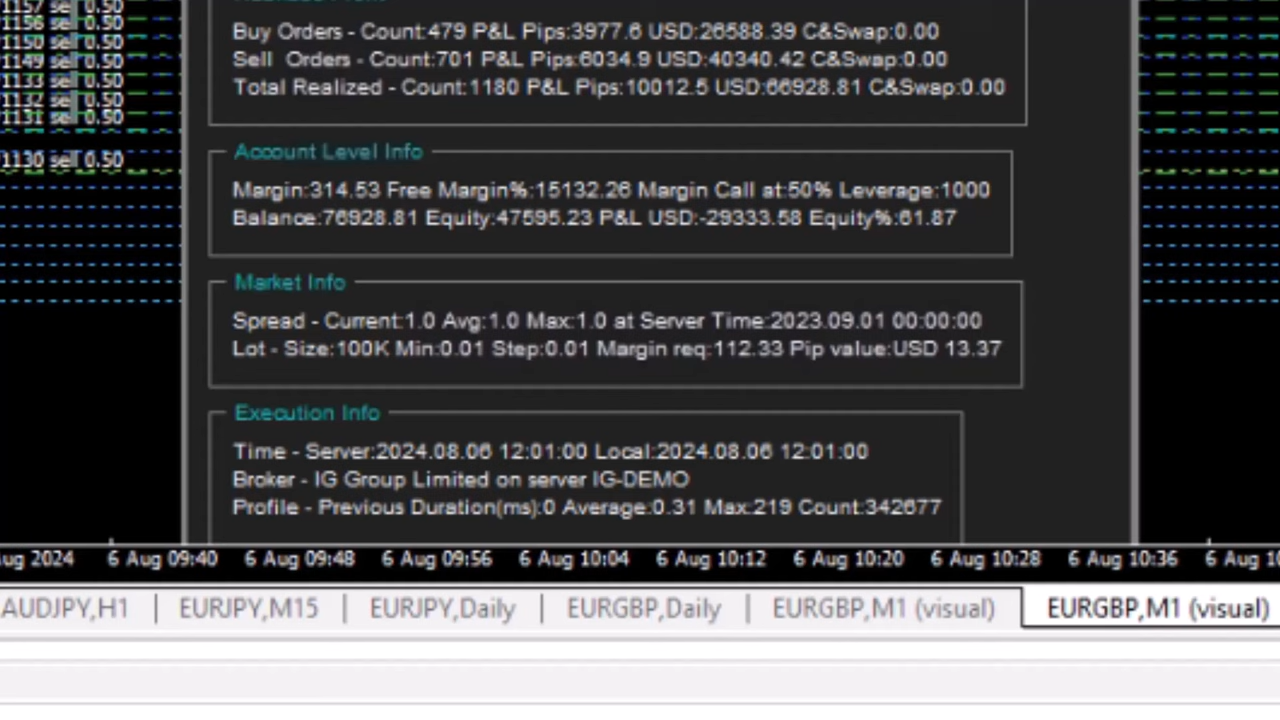 1157 sell 0.50
1156 sell 0.50
1150 sell 0.50
1149 sell 0.50
1133 sell 0.50
1132 sell 0.50
1131 sell 0.50
1130 sell 0.50
Buy Orders - Count:479 P&L Pips:3977.6 USD:26588.39 C&Swap:0.00
Sell Orders - Count:701 P&L Pips:6034.9 USD:40340.42 C&Swap:0.00
Total Realized - Count:1180 P&L Pips:10012.5 USD:66928.81 C&Swap:0.00
Account Level Info
Margin:314.53 Free Margin%:15132.26 Margin Call at:50% Leverage:1000
Balance:76928.81 Equity:47595.23 P&L USD:-29333.58 Equity%:61.87
Market Info
Spread - Current:1.0 Avg:1.0 Max:1.0 at Server Time:2023.09.01 00:00:00
Lot - Size:100K Min:0.01 Step:0.01 Margin req:112.33 Pip value:USD 13.37
Execution Info
Time - Server:2024.08.06 12:01:00 Local:2024.08.06 12:01:00
Broker - IG Group Limited on server IG-DEMO
Profile - Previous Duration(ms):0 Average:0.31 Max:219 Count:342677
ug 2024 6 Aug 09:40 6 Aug 09:48 6 Aug 09:56 6 Aug 10:04 6 Aug 10:12 6 Aug 10:20 6 Aug 10:28 6 Aug 10:36 6 Aug 10
AUDJPY,H1 | EURJPY,M15 | EURJPY,Daily | EURGBP,Daily | EURGBP,M1 (visual) EURGBP,M1 (visual)